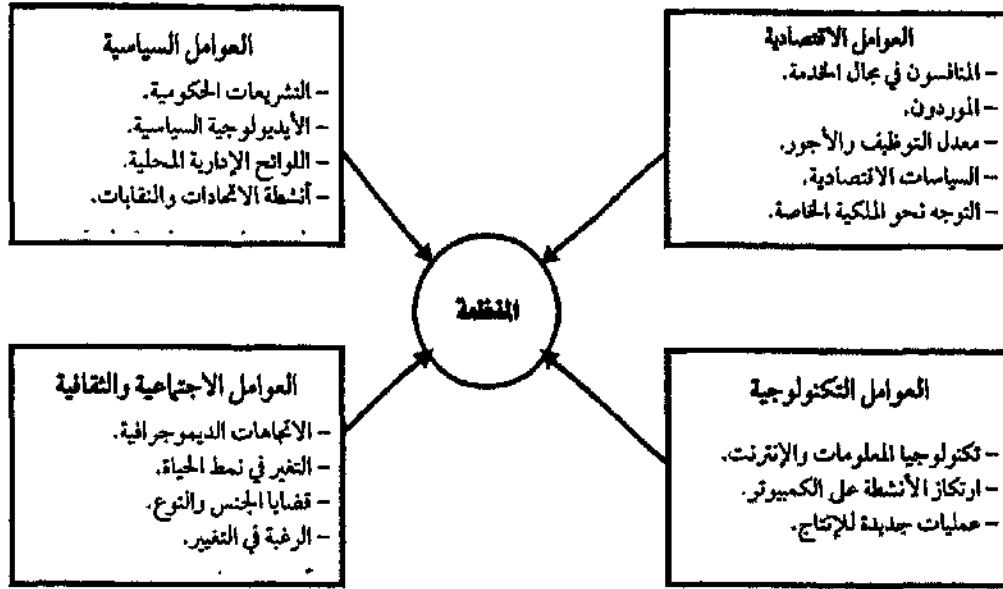 العوامل الاقتصادية
– المنافسون في مجال الخدمة.
– الموردون.
– معدل التوظيف والأجور.
– السياسات الاقتصادية.
– التوجه نحو الملكية الخاصة.
العوامل السياسية
– التشريعات الحكومية.
– الأيديولوجية السياسية.
– اللوائح الإدارية المحلية.
– أنشطة الاتحادات والنقابات.
المنظمة
العوامل التكنولوجية
– تكنولوجيا المعلومات والإنترنت.
– ارتكاز الأنشطة على الكمبيوتر.
– عمليات جديدة للإنتاج.
العوامل الاجتماعية والثقافية
– الاتجاهات الديموجرافية.
– التغير في نمط الحياة.
– قضايا الجنس والنوع.
– الرغبة في التغيير.